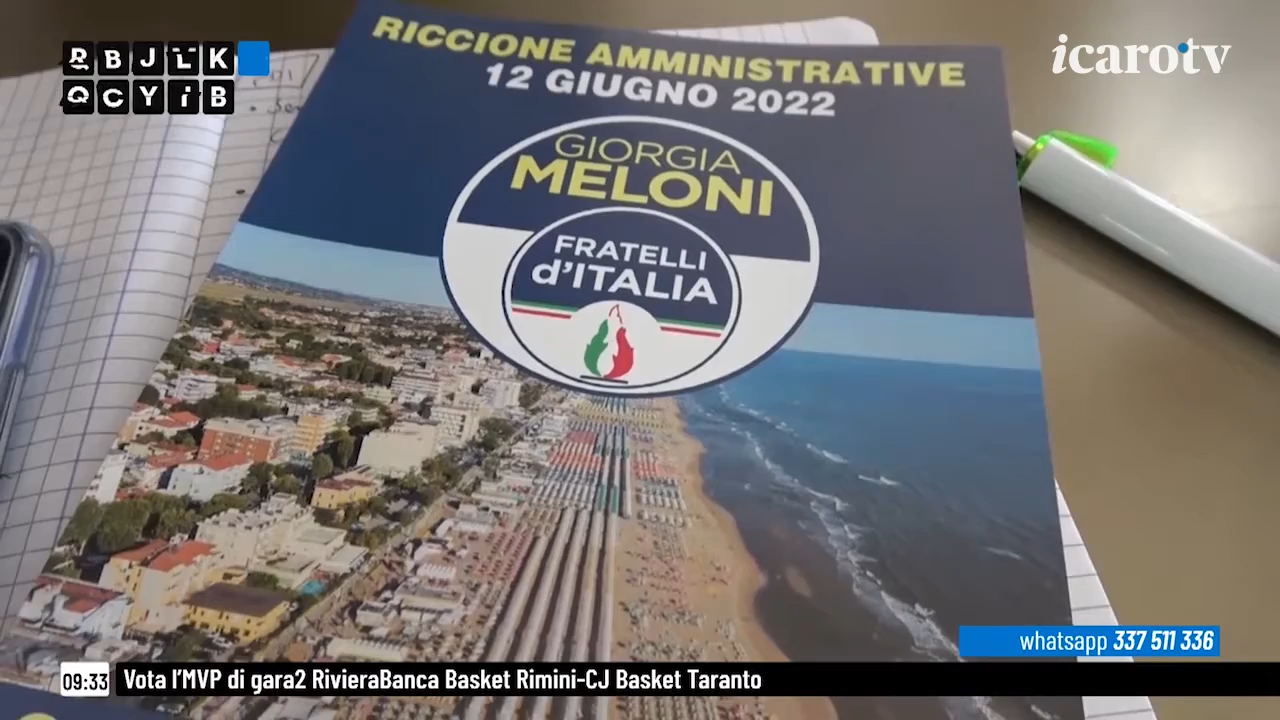 RBJLK
QCYIB
icarotv
RICCIONE AMMINISTRATIVE
12 GIUGNO 2022
GIORGIA
MELONI
FRATELLI
d'ITALIA
whatsapp 337 511 336
09:33 Vota l'MVP di gara2 RivieraBanca Basket Rimini-CJ Basket Taranto